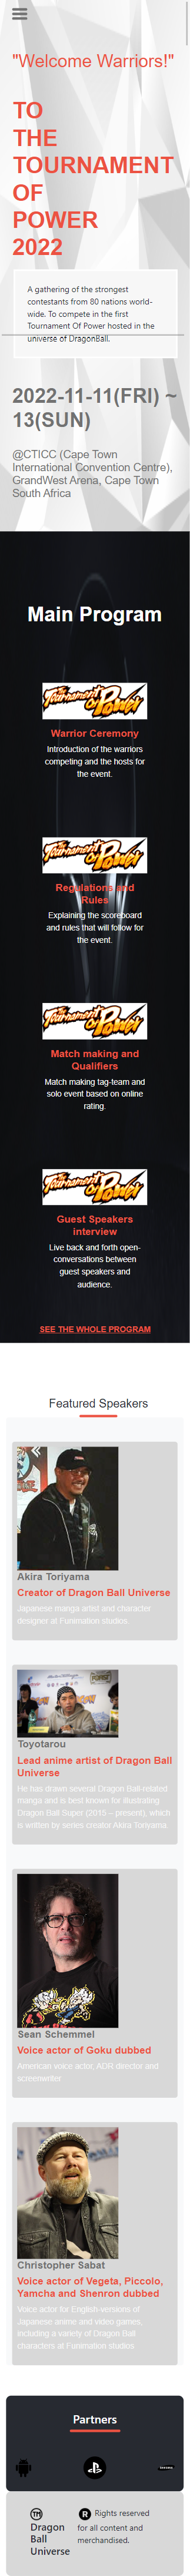 "Welcome Warriors!"
TO
THE
TOURNAMENT
OF
POWER
2022
A gathering of the strongest
contestants from 80 nations world-
wide. To compete in the first
Tournament Of Power hosted in the
universe of DragonBall.
2022-11-11(FRI) ~
13(SUN)
@CTICC (Cape Town
International Convention Centre),
GrandWest Arena, Cape Town
South Africa
Main Program
The Tournament
of Power
Warrior Ceremony
Introduction of the warriors
competing and the hosts for
the event.
The Tournament
of Power
Regulations and
Rules
Explaining the scoreboard
and rules that will follow for
the event.
The Tournament
of Power
Match making and
Qualifiers
Match making tag-team and
solo event based on online
rating.
The Tournament
of Power
Guest Speakers
interview
Live back and forth open-
conversations between
guest speakers and
audience.
SEE THE WHOLE PROGRAM
Featured Speakers
Akira Toriyama
Creator of Dragon Ball Universe
Japanese manga artist and character
designer at Funimation studios.
Toyotarou
Lead anime artist of Dragon Ball
Universe
He has drawn several Dragon Ball-related
manga and is best known for illustrating
Dragon Ball Super (2015 – present), which
is written by series creator Akira Toriyama.
Sean Schemmel
Voice actor of Goku dubbed
American voice actor, ADR director and
screenwriter
Christopher Sabat
Voice actor of Vegeta, Piccolo,
Yamcha and Shenron dubbed
Voice actor for English versions of
Japanese anime and video games,
including a variety of Dragon Ball
characters at Funimation studios
Partners
TM
Dragon
Ball
Universe
R Rights reserved
for all content and
merchandised.